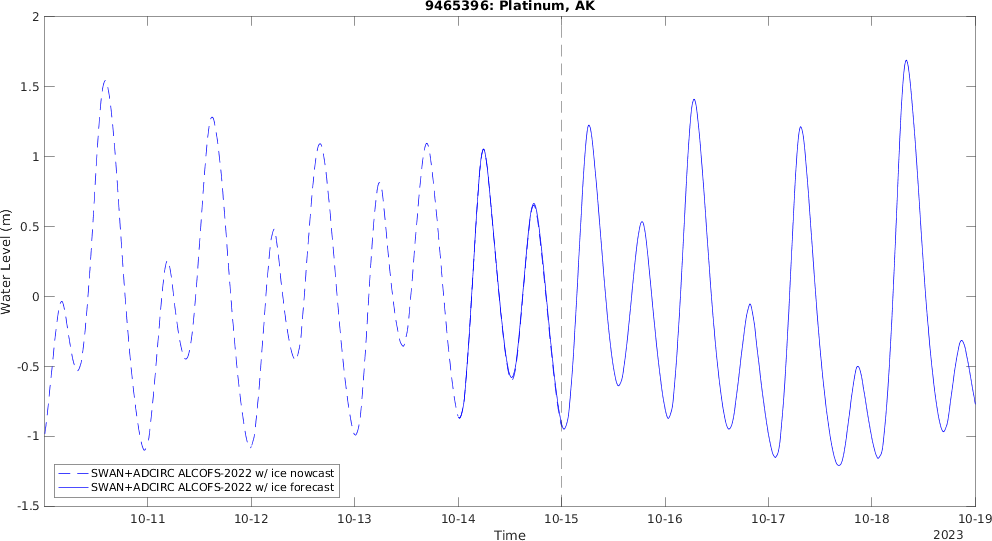 9465396: Platinum, AK
2
1.5
1
0.5
0
-0.5
-1
-1.5
Water Level (m)
SWAN+ADCIRC ALCOFS-2022 w/ ice nowcast
SWAN+ADCIRC ALCOFS-2022 w/ ice forecast
10-11 10-12 10-13 10-14 10-15 10-16 10-17 10-18 10-19
Time
2023